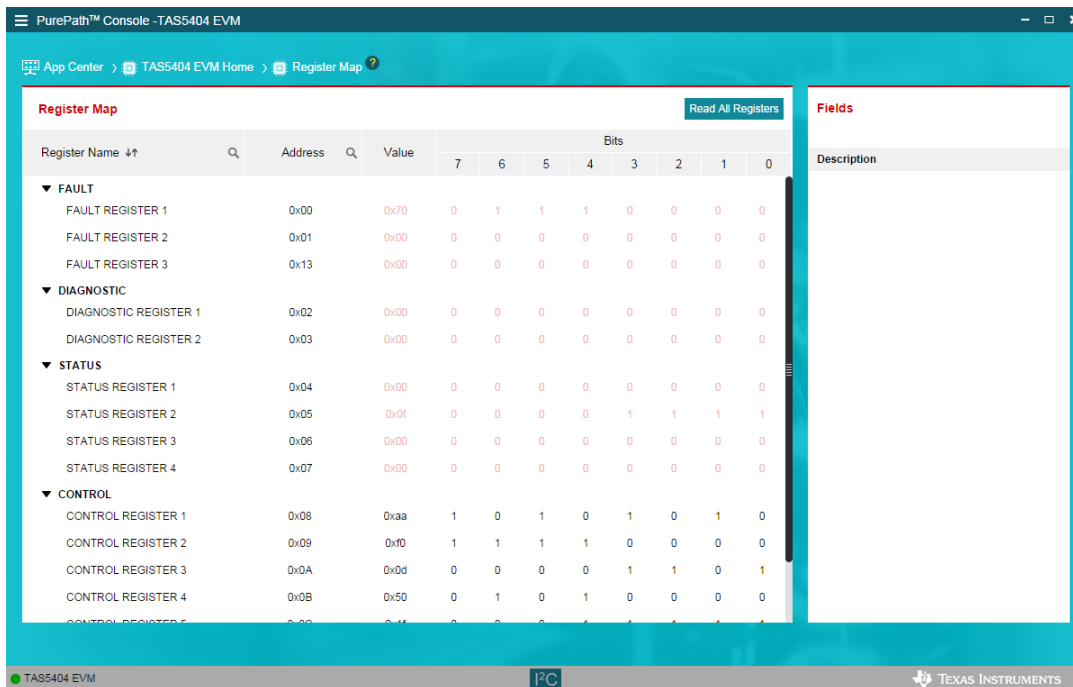 PurePath™ Console -TAS5404 EVM
App Center > TAS5404 EVM Home > Register Map ?
Register Map
Read All Registers
Fields
Description
Register Name Address Value Bits
7 6 5 4 3 2 1 0
FAULT
FAULT REGISTER 1 0x00 0x70 0 1 1 1 0 0 0 0
FAULT REGISTER 2 0x01 0x00 0 0 0 0 0 0 0 0
FAULT REGISTER 3 0x13 0x00 0 0 0 0 0 0 0 0
DIAGNOSTIC
DIAGNOSTIC REGISTER 1 0x02 0x00 0 0 0 0 0 0 0 0
DIAGNOSTIC REGISTER 2 0x03 0x00 0 0 0 0 0 0 0 0
STATUS
STATUS REGISTER 1 0x04 0x00 0 0 0 0 0 0 0 0
STATUS REGISTER 2 0x05 0x0f 0 0 0 0 1 1 1 1
STATUS REGISTER 3 0x06 0x00 0 0 0 0 0 0 0 0
STATUS REGISTER 4 0x07 0x00 0 0 0 0 0 0 0 0
CONTROL
CONTROL REGISTER 1 0x08 0xaa 1 0 1 0 1 0 1 0
CONTROL REGISTER 2 0x09 0xf0 1 1 1 1 0 0 0 0
CONTROL REGISTER 3 0x0A 0x0d 0 0 0 0 1 1 0 1
CONTROL REGISTER 4 0x0B 0x50 0 1 0 1 0 0 0 0
CONTROL REGISTER
TAS5404 EVM
I²C
TEXAS INSTRUMENTS